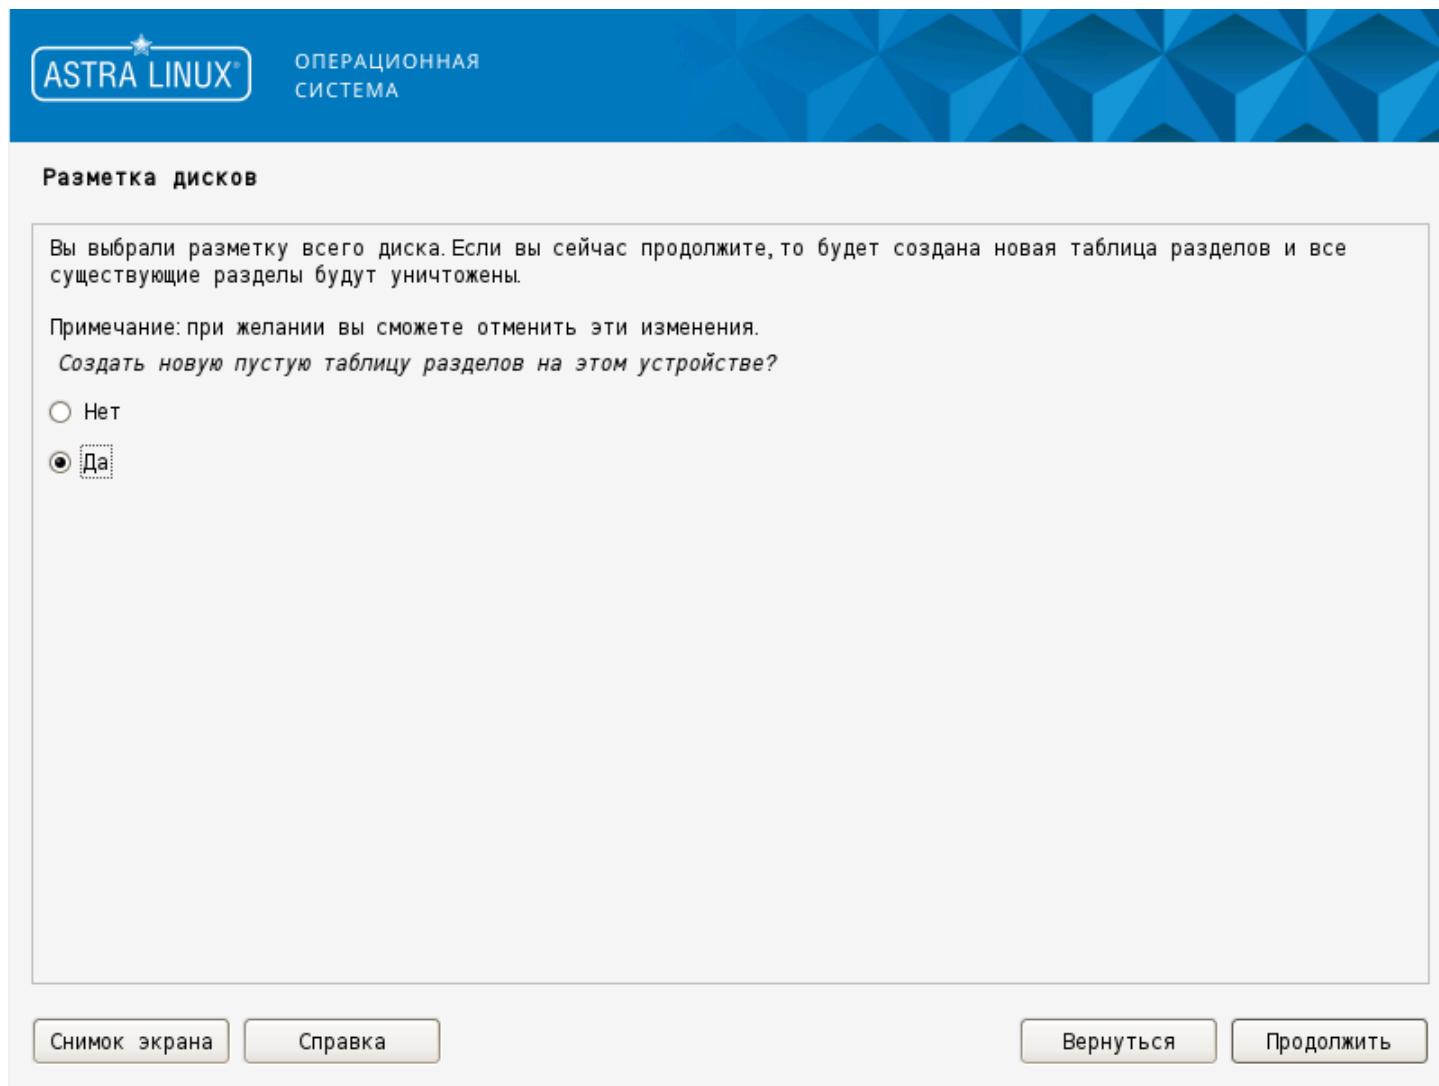 ASTRA LINUX®
ОПЕРАЦИОННАЯ
СИСТЕМА
Разметка дисков
Вы выбрали разметку всего диска. Если вы сейчас продолжите, то будет создана новая таблица разделов и все
существующие разделы будут уничтожены.
Примечание: при желании вы сможете отменить эти изменения.
Создать новую пустую таблицу разделов на этом устройстве?
Нет
Да
Снимок экрана
Справка
Вернуться
Продолжить